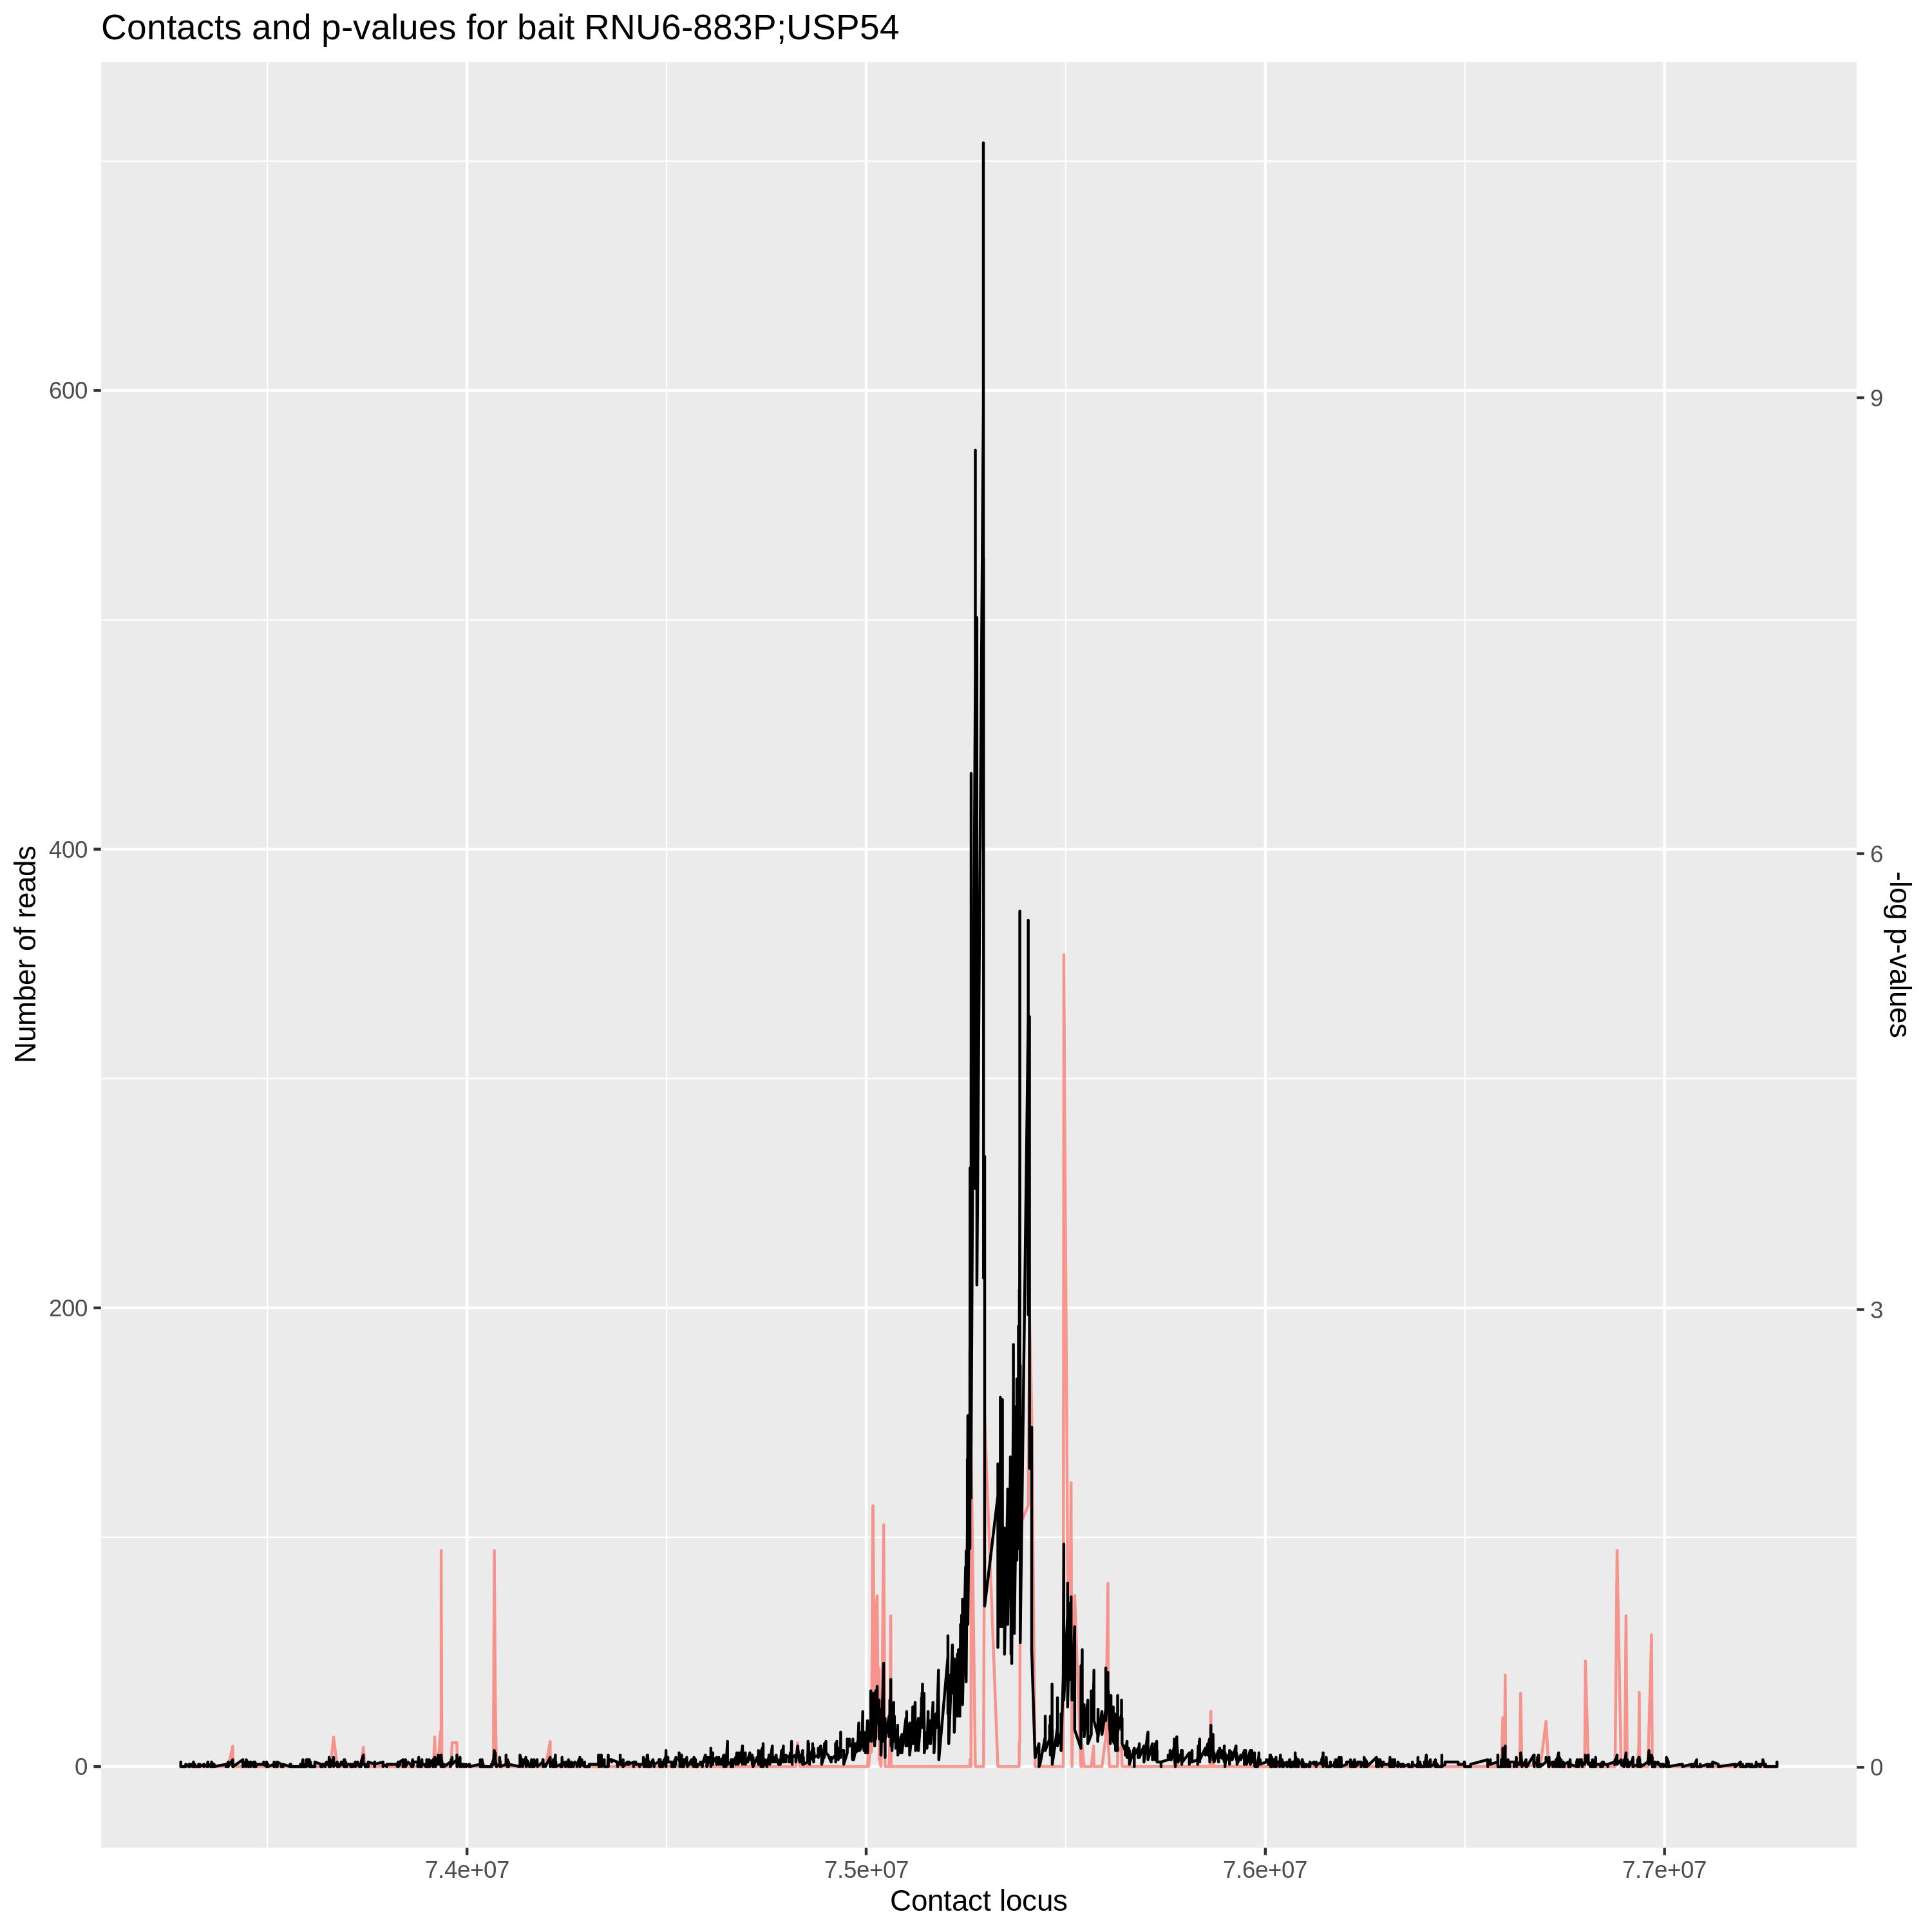 Contacts and p-values for bait RNU6-883P;USP54
600
400
200
0
Number of reads
9
6
3
0
-log p-values
7.4e+07
7.5e+07
7.6e+07
7.7e+07
Contact locus